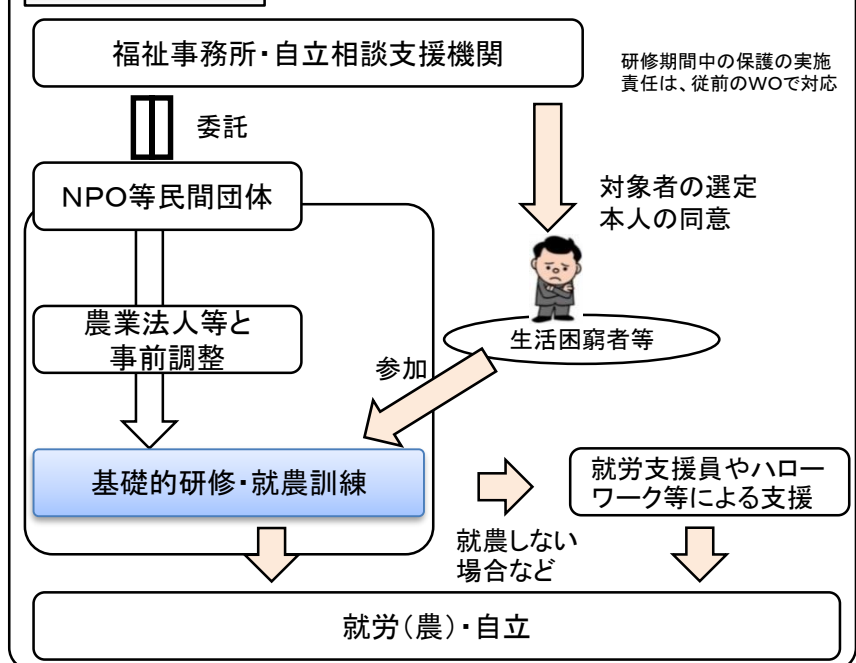 福祉事務所・自立相談支援機関
研修期間中の保護の実施
責任は、従前のWOで対応
委託
NPO等民間団体
対象者の選定
本人の同意
農業法人等と
事前調整
生活困窮者等
参加
基礎的研修・就農訓練
就労支援員やハロー
ワーク等による支援
就農しない
場合など
就労（農）・自立